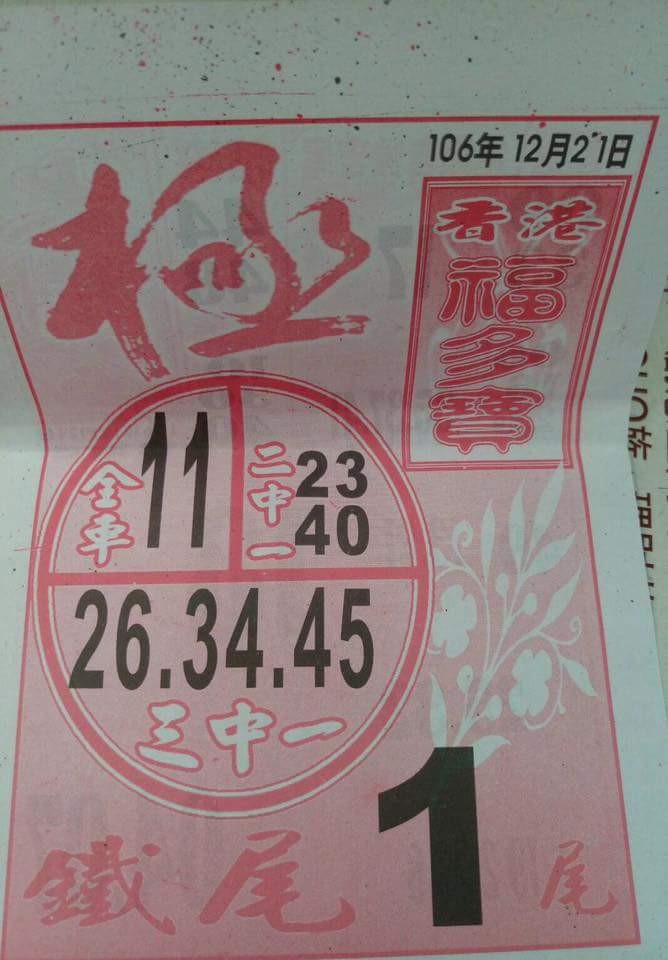 106年12月21日
極
香港
福多寶
全車
11
二中一
23
40
26.34.45
三中一
鐵尾
1
尾